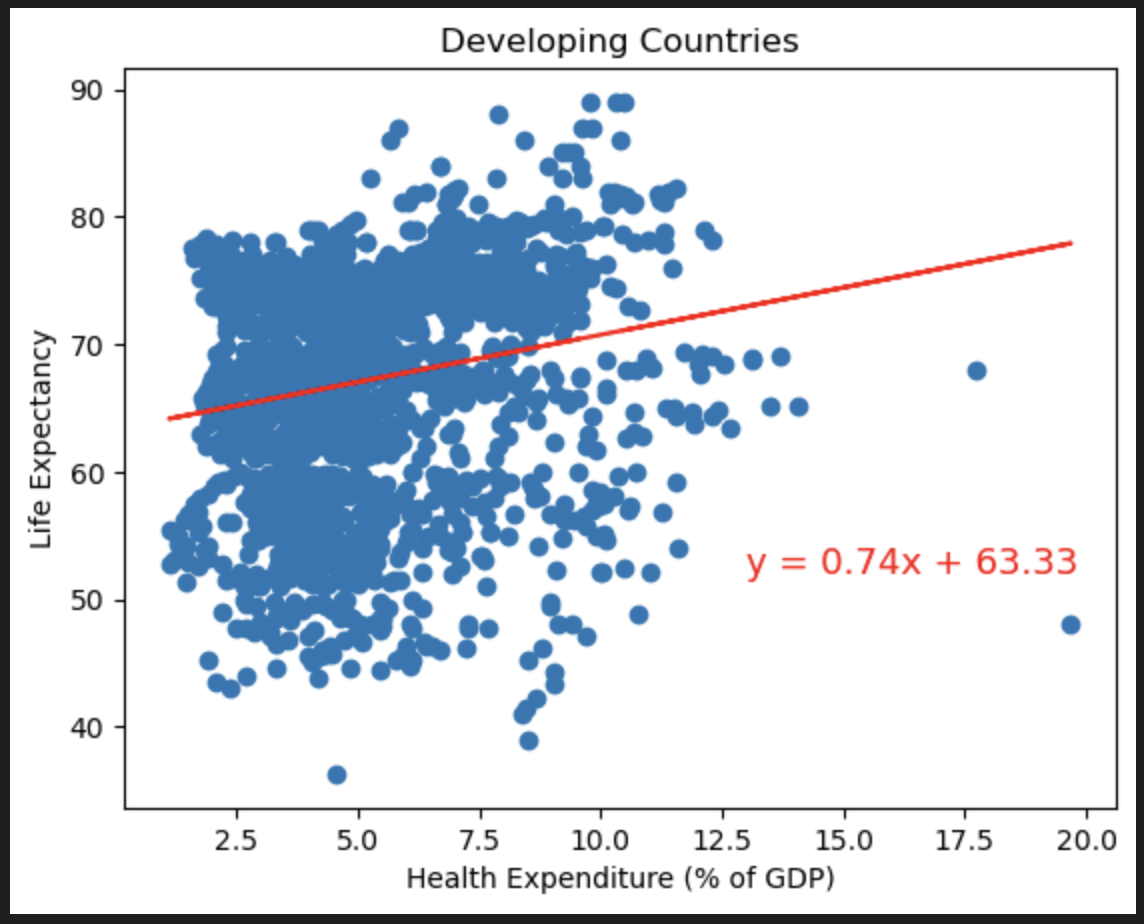 Developing Countries
90
80
70
60
50
40
Life Expectancy
y = 0.74x + 63.33
2.5 5.0 7.5 10.0 12.5 15.0 17.5 20.0
Health Expenditure (% of GDP)